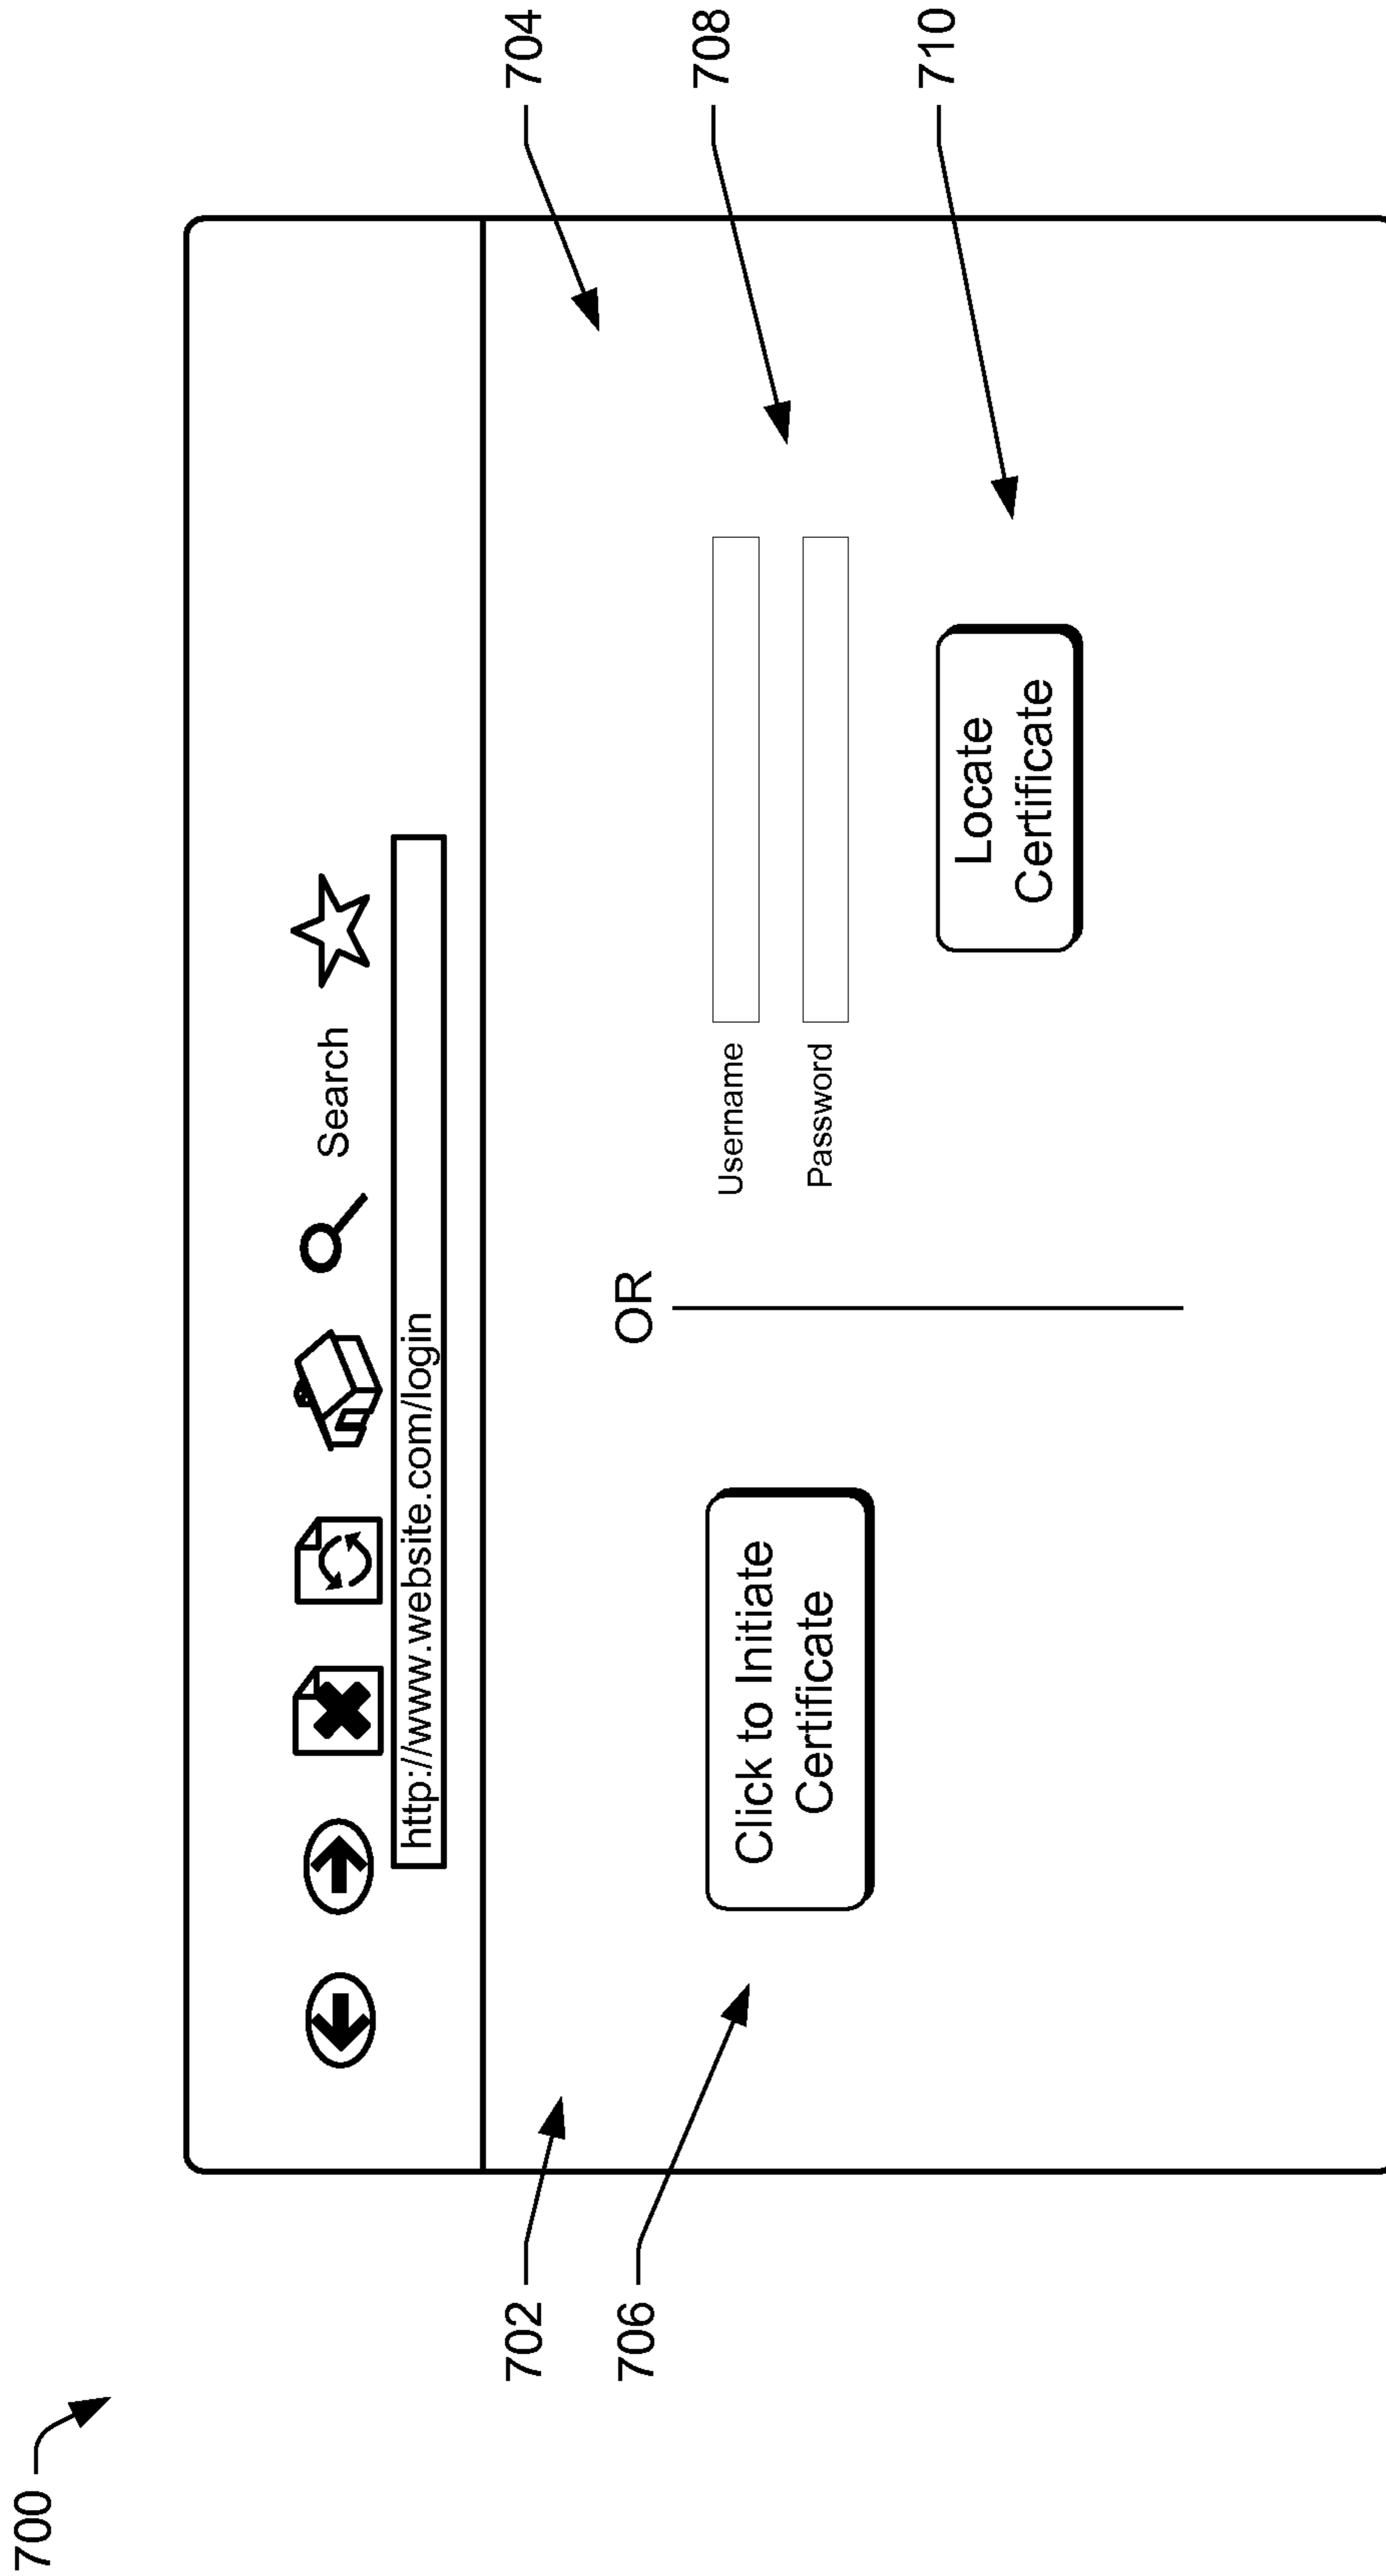 700
Search
http://www.website.com/login
702
704
706
OR
Click to Initiate
Certificate
Username
Password
708
Locate
Certificate
710